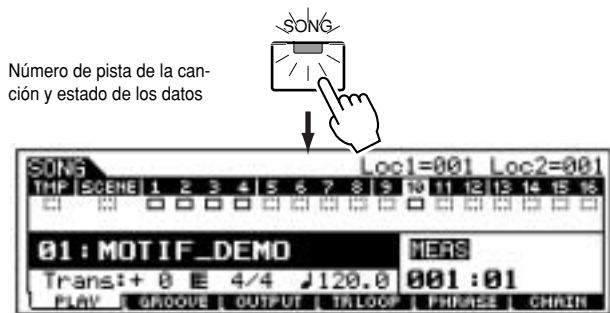 SONG
Número de pista de la can-
ción y estado de los datos
SONG Loc1=001 Loc2=001
TMP SCENE 1 2 3 4 5 6 7 8 9 10 11 12 13 14 15 16
01:MOTIF_DEMO MEAS
Trans:+ 0 4/4 ♩120.0 001:01
PLAY GROOVE OUTPUT TRLOOP PHRASE CHAIN